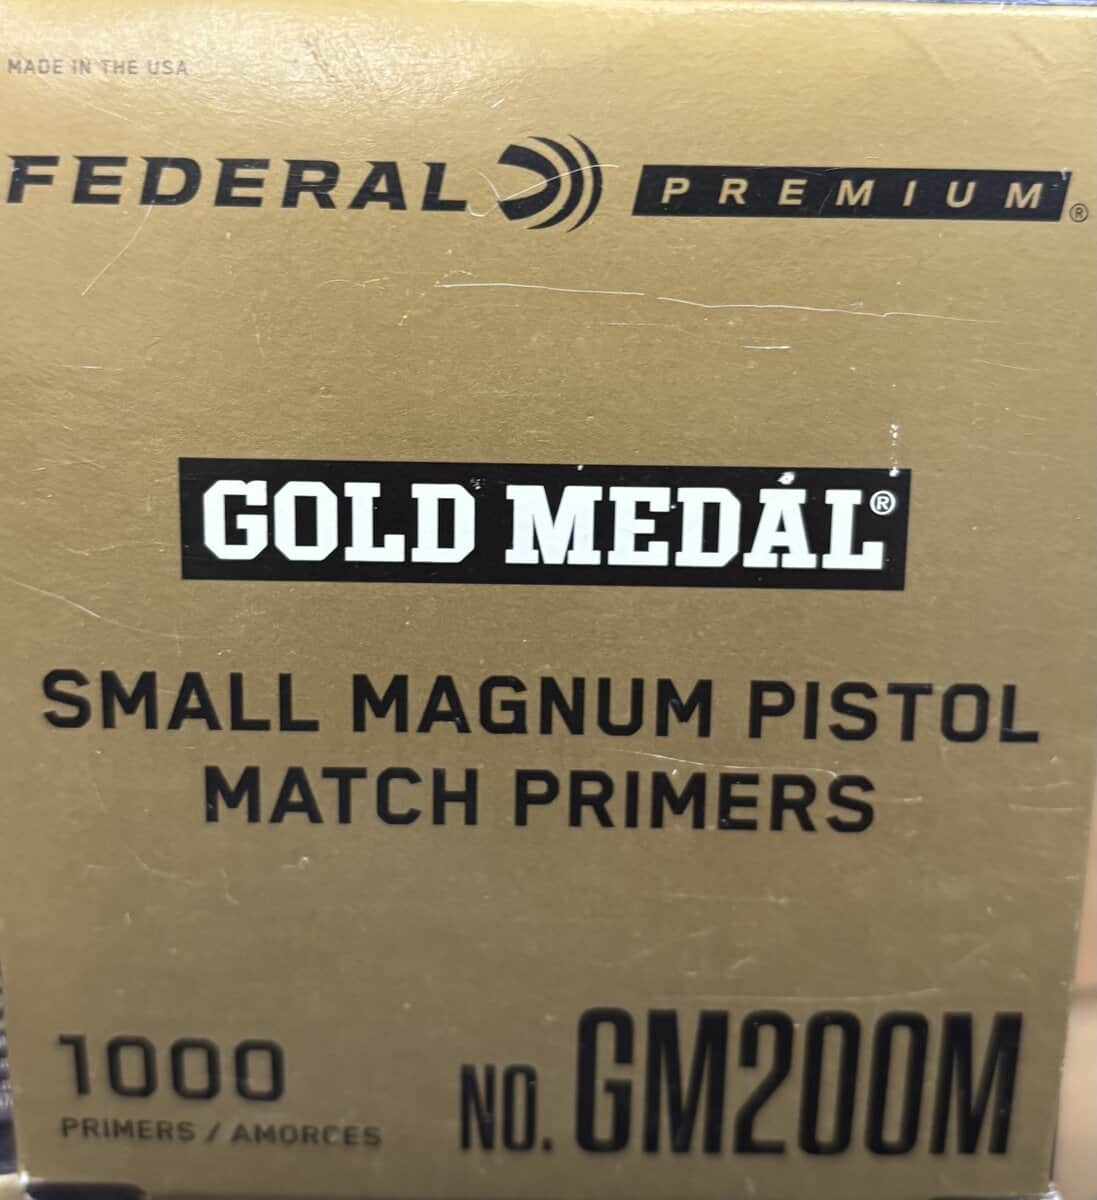 MADE IN THE USA
FEDERAL PREMIUM®
GOLD MEDAL®
SMALL MAGNUM PISTOL
MATCH PRIMERS
1000
PRIMERS / AMORCES
NO. GM200M